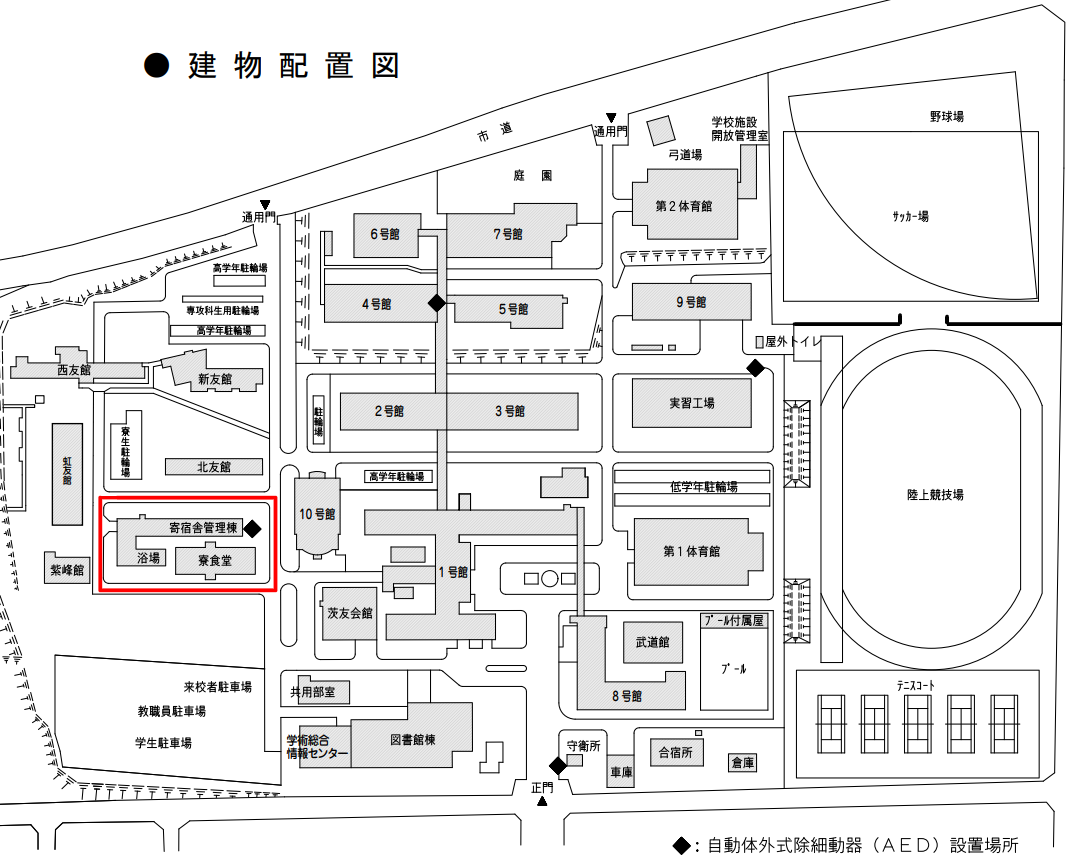 ● 建物配置図
市道
通用門
学校施設
開放管理室
弓道場
野球場
庭園
第２体育館
サッカー場
通用門
６号館
７号館
高学年駐輪場
専攻科生用駐輪場
高学年駐輪場
４号館
５号館
９号館
屋外トイレ
西友館
新友館
駐輪場
２号館
３号館
実習工場
寮生駐輪場
虹友館
北友館
高学年駐輪場
低学年駐輪場
陸上競技場
10号館
寄宿舎管理棟
浴場
寮食堂
紫峰館
１号館
第１体育館
茨友会館
プール付属屋
武道館
プール
８号館
来校者駐車場
教職員駐車場
学生駐車場
共用部室
テニスコート
学術総合
情報センター
図書館棟
守衛所
車庫
合宿所
倉庫
正門
◆：自動体外式除細動器（ＡＥＤ）設置場所